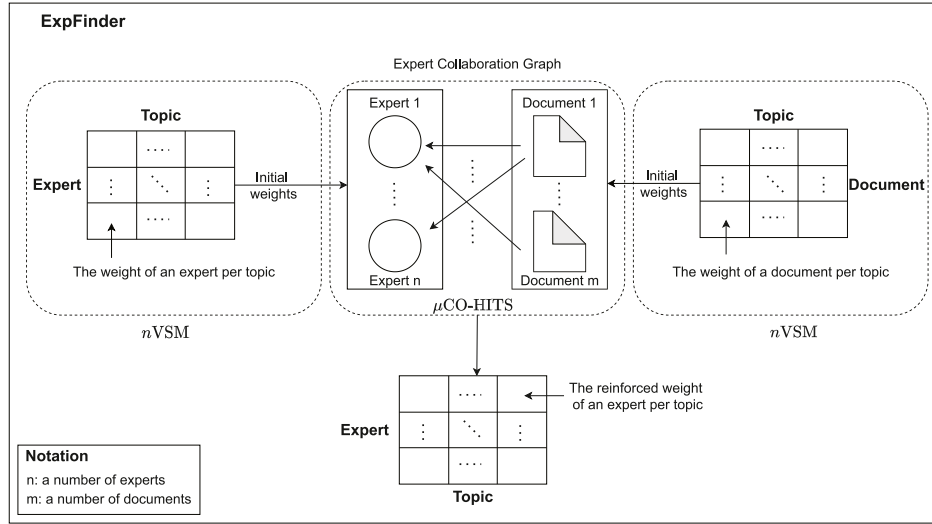 ExpFinder
Expert Collaboration Graph
Topic
Expert
Initial
weights
The weight of an expert per topic
nVSM
Expert 1
Expert n
Document 1
Document m
μCO-HITS
Topic
Initial
weights
Document
The weight of a document per topic
nVSM
The reinforced weight
of an expert per topic
Expert
Topic
Notation
n: a number of experts
m: a number of documents